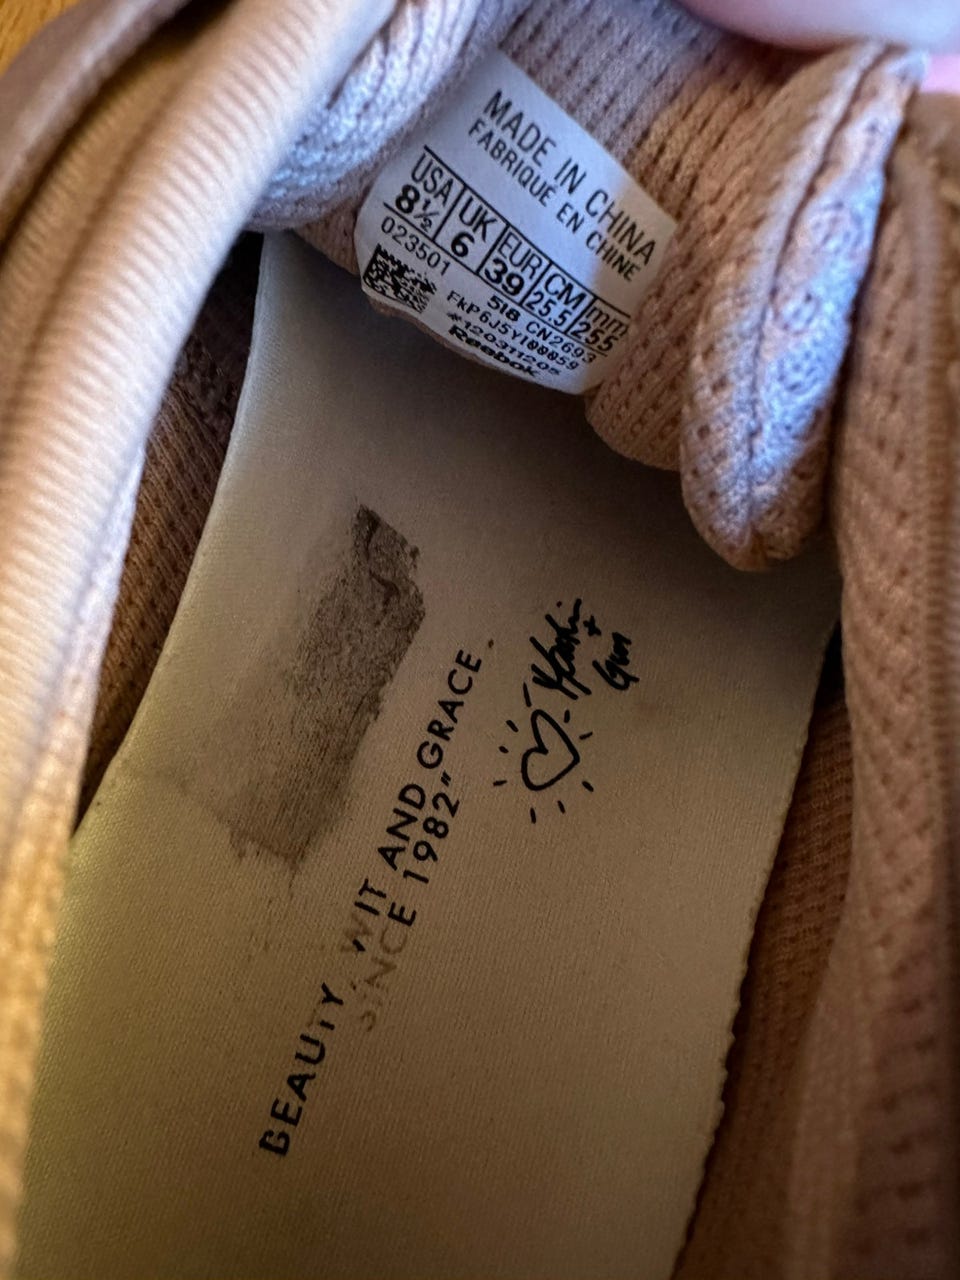 MADE IN CHINA
FABRIQUÉ EN CHINE
USA UK EUR CM mm
8½ 6 39 25.5 255
023501
518 CN2693
#120311205
Reebok
BEAUTY, WIT AND GRACE
SINCE 1982”
+